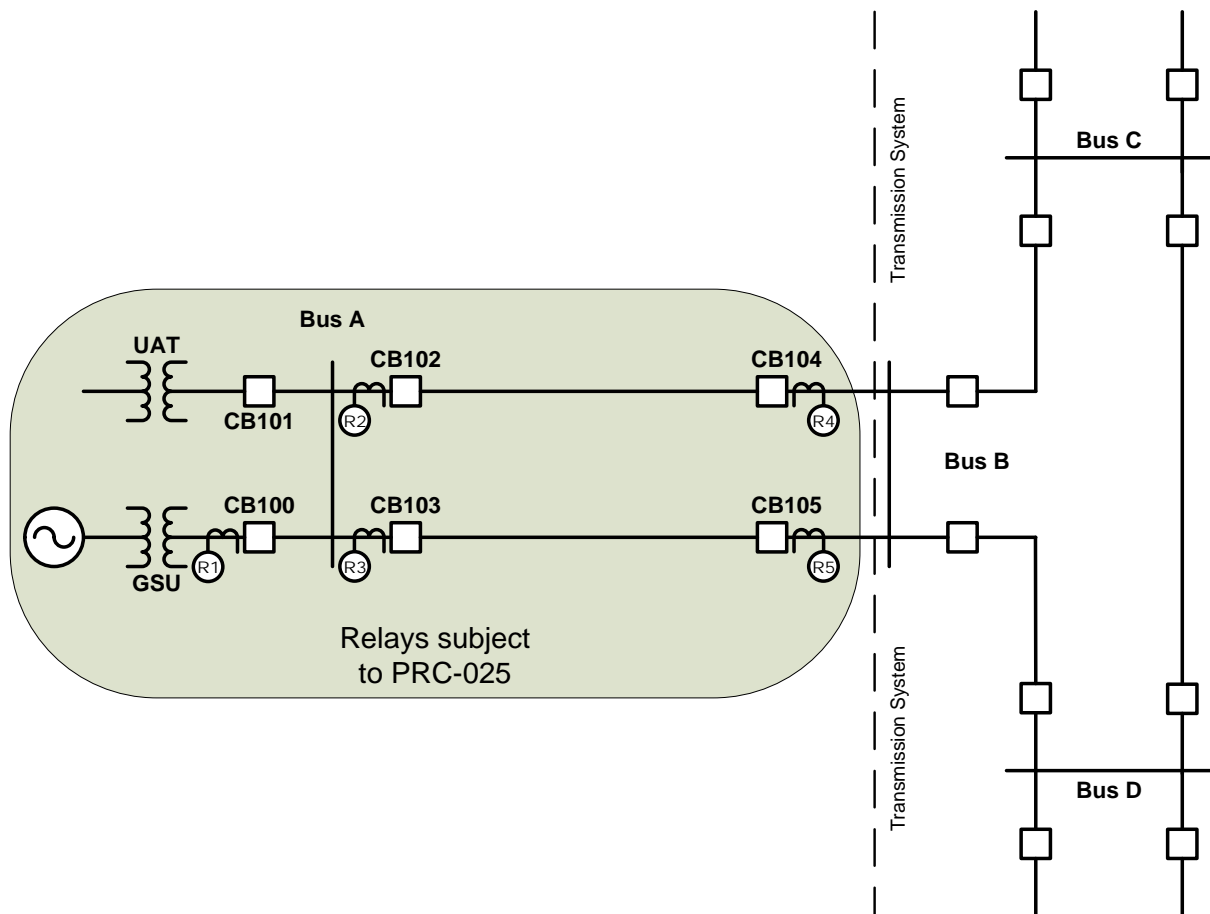 Bus C
Transmission System
Bus A
UAT
CB102
CB104
CB101
R2
R4
Bus B
CB100
CB103
CB105
R1
R3
R5
GSU
Relays subject
to PRC-025
Transmission System
Bus D